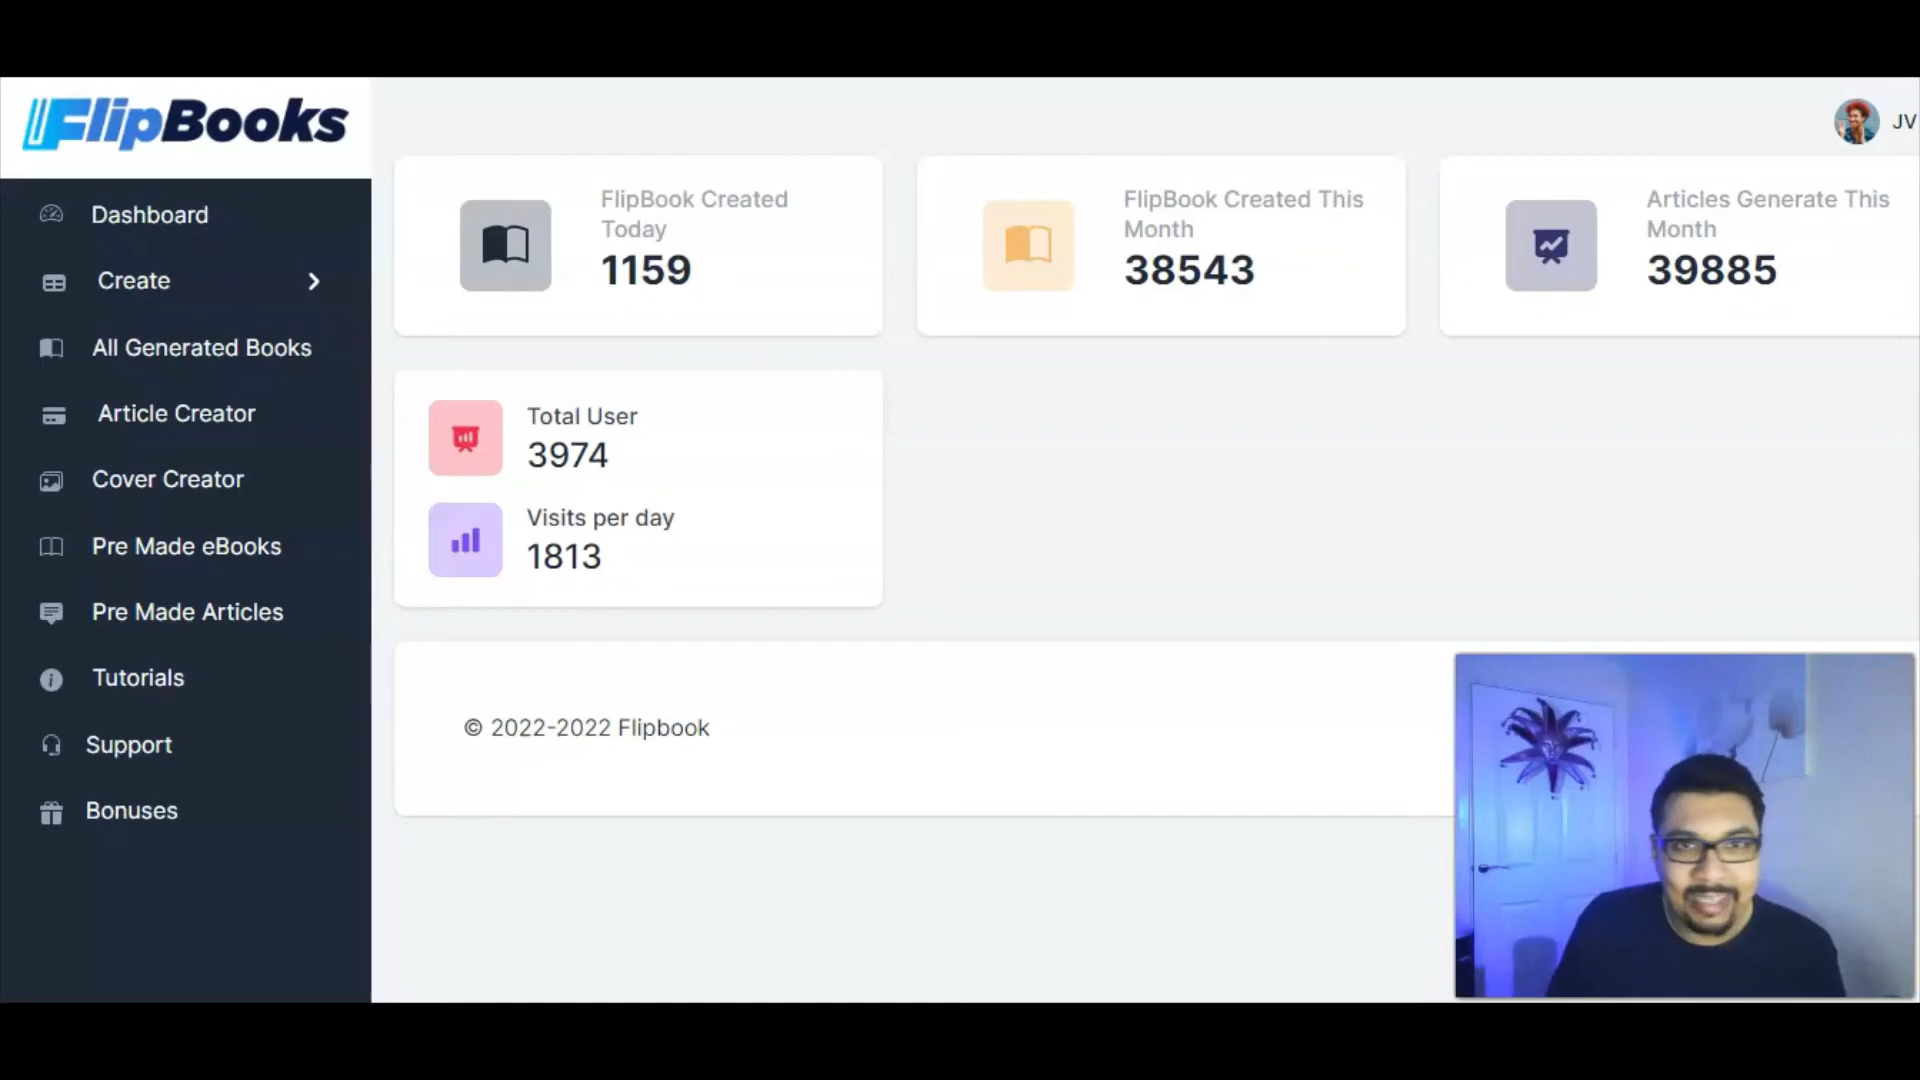 FlipBooks
JV
Dashboard
Create
All Generated Books
Article Creator
Cover Creator
Pre Made eBooks
Pre Made Articles
Tutorials
Support
Bonuses
FlipBook Created
Today
1159
FlipBook Created This
Month
38543
Articles Generate This
Month
39885
Total User
3974
Visits per day
1813
© 2022-2022 Flipbook